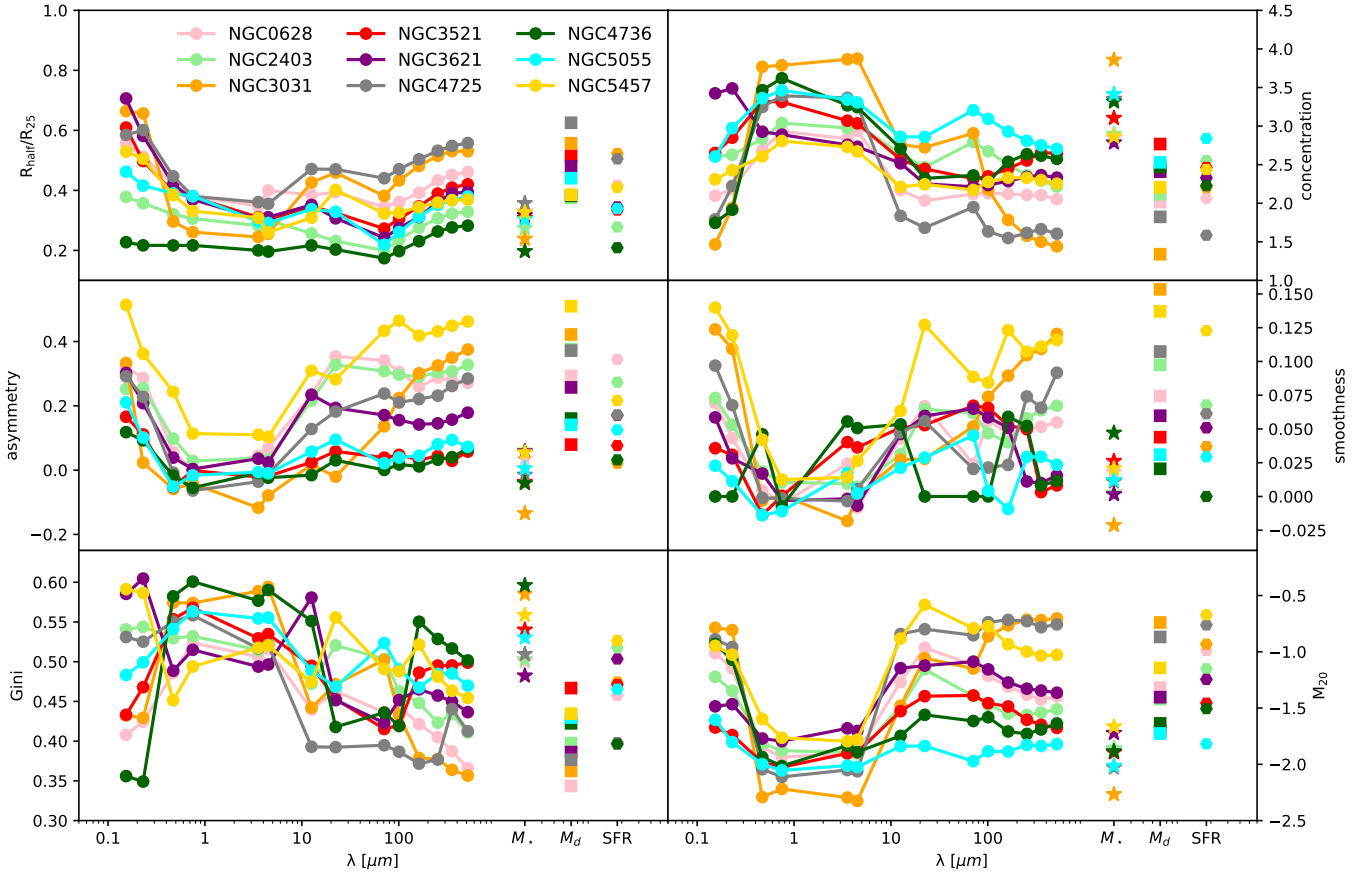 1.0
0.8
0.6
0.4
0.2
R_half/R_25
NGC0628 NGC3521 NGC4736
NGC2403 NGC3621 NGC5055
NGC3031 NGC4725 NGC5457
4.5
4.0
3.5
3.0
2.5
2.0
1.5
1.0
concentration
0.4
0.2
0.0
−0.2
asymmetry
0.150
0.125
0.100
0.075
0.050
0.025
0.000
−0.025
smoothness
0.60
0.55
0.50
0.45
0.40
0.35
0.30
Gini
−0.5
−1.0
−1.5
−2.0
−2.5
M_20
0.1 1 10 100 M⋆ M_d SFR
λ [μm]
0.1 1 10 100 M⋆ M_d SFR
λ [μm]